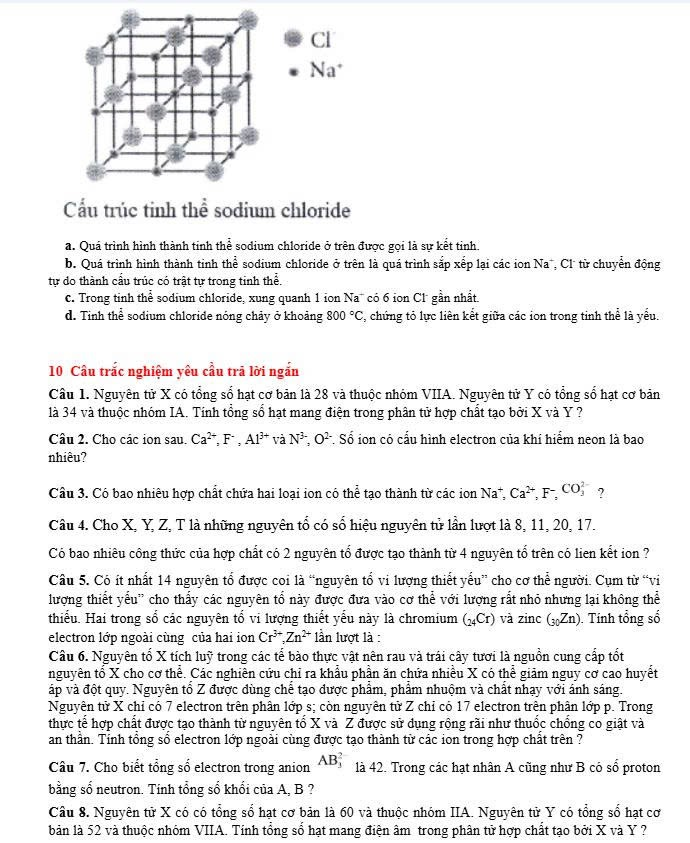 Cl⁻
Na⁺
Cấu trúc tinh thể sodium chloride
a. Quá trình hình thành tinh thể sodium chloride ở trên được gọi là sự kết tinh.
b. Quá trình hình thành tinh thể sodium chloride ở trên là quá trình sắp xếp lại các ion Na⁺, Cl⁻ từ chuyển động
tự do thành cấu trúc có trật tự trong tinh thể.
c. Trong tinh thể sodium chloride, xung quanh 1 ion Na⁺ có 6 ion Cl⁻ gần nhất.
d. Tinh thể sodium chloride nóng chảy ở khoảng 800 °C, chứng tỏ lực liên kết giữa các ion trong tinh thể là yếu.
10 Câu trắc nghiệm yêu cầu trả lời ngắn
Câu 1. Nguyên tử X có tổng số hạt cơ bản là 28 và thuộc nhóm VIIA. Nguyên tử Y có tổng số hạt cơ bản
là 34 và thuộc nhóm IA. Tính tổng số hạt mang điện trong phân tử hợp chất tạo bởi X và Y ?
Câu 2. Cho các ion sau. Ca²⁺, F⁻ , Al³⁺ và N³⁻, O²⁻. Số ion có cấu hình electron của khí hiếm neon là bao
nhiêu?
Câu 3. Có bao nhiêu hợp chất chứa hai loại ion có thể tạo thành từ các ion Na⁺, Ca²⁺, F⁻, CO₃²⁻ ?
Câu 4. Cho X, Y, Z, T là những nguyên tố có số hiệu nguyên tử lần lượt là 8, 11, 20, 17.
Có bao nhiêu công thức của hợp chất có 2 nguyên tố được tạo thành từ 4 nguyên tố trên có lien kết ion ?
Câu 5. Có ít nhất 14 nguyên tố được coi là “nguyên tố vi lượng thiết yếu” cho cơ thể người. Cụm từ “vi
lượng thiết yếu” cho thấy các nguyên tố này được đưa vào cơ thể với lượng rất nhỏ nhưng lại không thể
thiếu. Hai trong số các nguyên tố vi lượng thiết yếu này là chromium (₂₄Cr) và zinc (₃₀Zn). Tính tổng số
electron lớp ngoài cùng của hai ion Cr³⁺,Zn²⁺ lần lượt là :
Câu 6. Nguyên tố X tích luỹ trong các tế bào thực vật nên rau và trái cây tươi là nguồn cung cấp tốt
nguyên tố X cho cơ thể. Các nghiên cứu chỉ ra khẩu phần ăn chứa nhiều X có thể giảm nguy cơ cao huyết
áp và đột quỵ. Nguyên tố Z được dùng chế tạo dược phẩm, phẩm nhuộm và chất nhạy với ánh sáng.
Nguyên tử X chỉ có 7 electron trên phân lớp s; còn nguyên tử Z chỉ có 17 electron trên phân lớp p. Trong
thực tế hợp chất được tạo thành từ nguyên tố X và Z được sử dụng rộng rãi như thuốc chống co giật và
an thần. Tính tổng số electron lớp ngoài cùng được tạo thành từ các ion trong hợp chất trên ?
Câu 7. Cho biết tổng số electron trong anion AB₃²⁻ là 42. Trong các hạt nhân A cũng như B có số proton
bằng số neutron. Tính tổng số khối của A, B ?
Câu 8. Nguyên tử X có có tổng số hạt cơ bản là 60 và thuộc nhóm IIA. Nguyên tử Y có tổng số hạt cơ
bản là 52 và thuộc nhóm VIIA. Tính tổng số hạt mang điện âm trong phân tử hợp chất tạo bởi X và Y ?